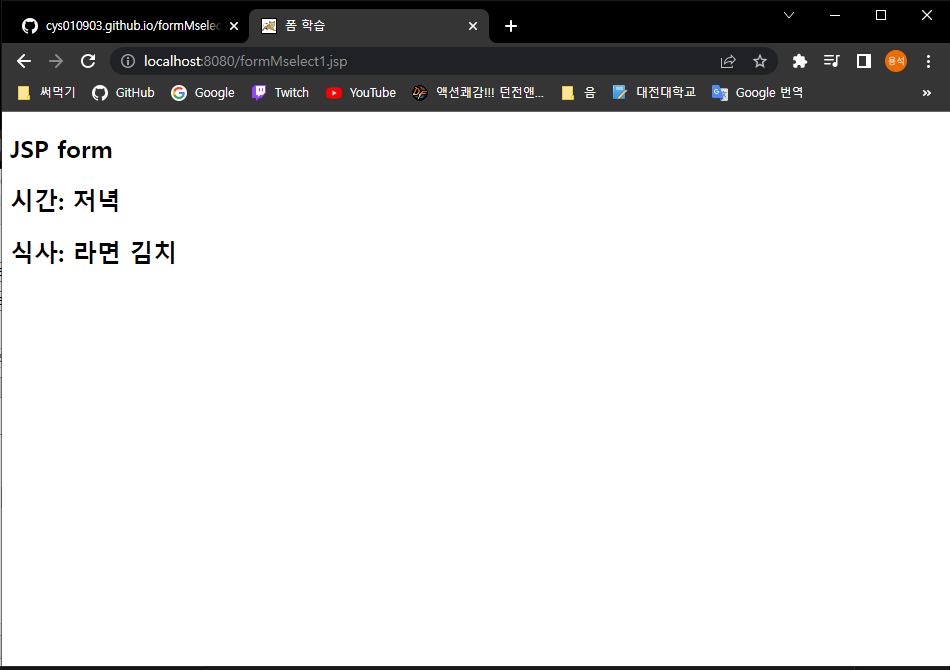 cys010903.github.io/formMselec
폼 학습
localhost:8080/formMselect1.jsp
용석
써먹기 GitHub Google Twitch YouTube 액션쾌감!!! 던전앤... 음 대전대학교 Google 번역 »
JSP form
시간: 저녁
식사: 라면 김치